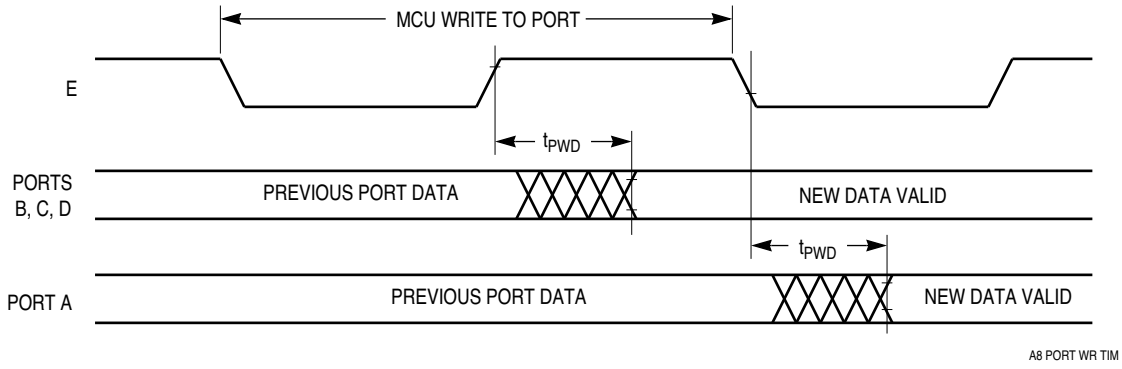 MCU WRITE TO PORT
E
tPWD
PORTS
B, C, D
PREVIOUS PORT DATA
NEW DATA VALID
tPWD
PORT A
PREVIOUS PORT DATA
NEW DATA VALID
A8 PORT WR TIM